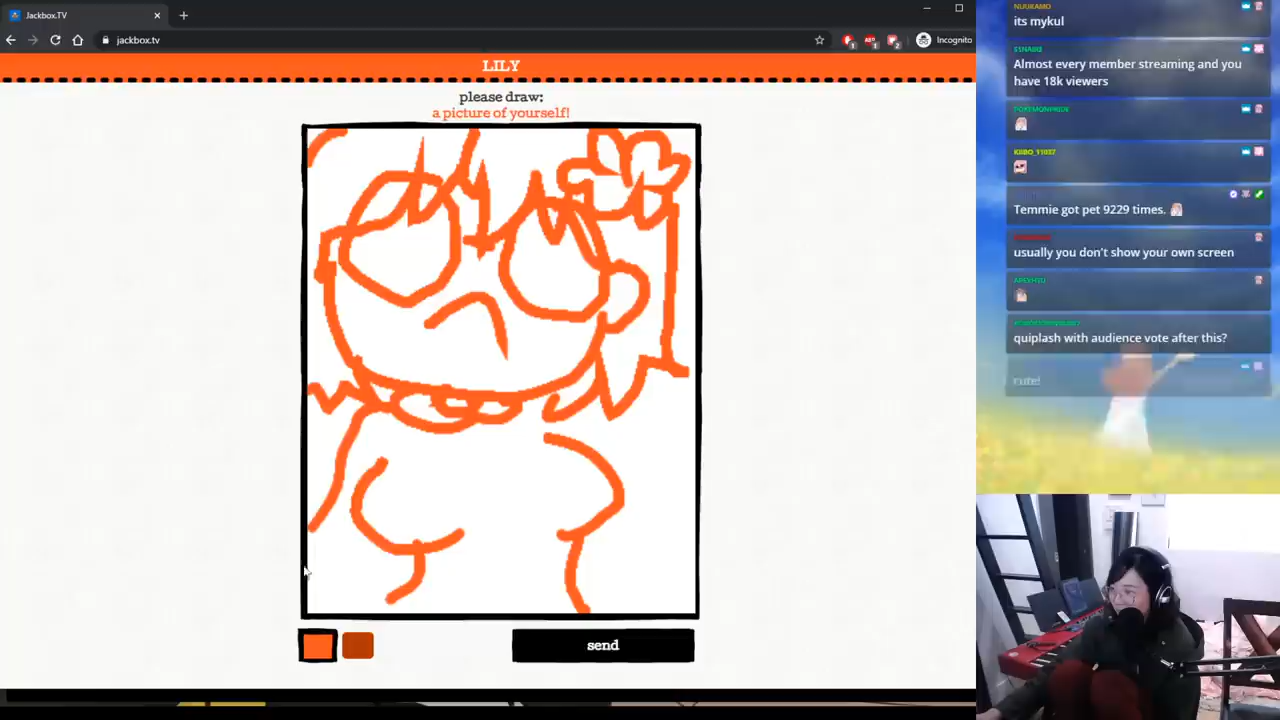 Jackbox.TV
jackbox.tv
Incognito
LILY
please draw:
a picture of yourself!
send
its mykul
Almost every member streaming and you
have 18k viewers
Temmie got pet 9229 times.
usually you don't show your own screen
quiplash with audience vote after this?
cute!